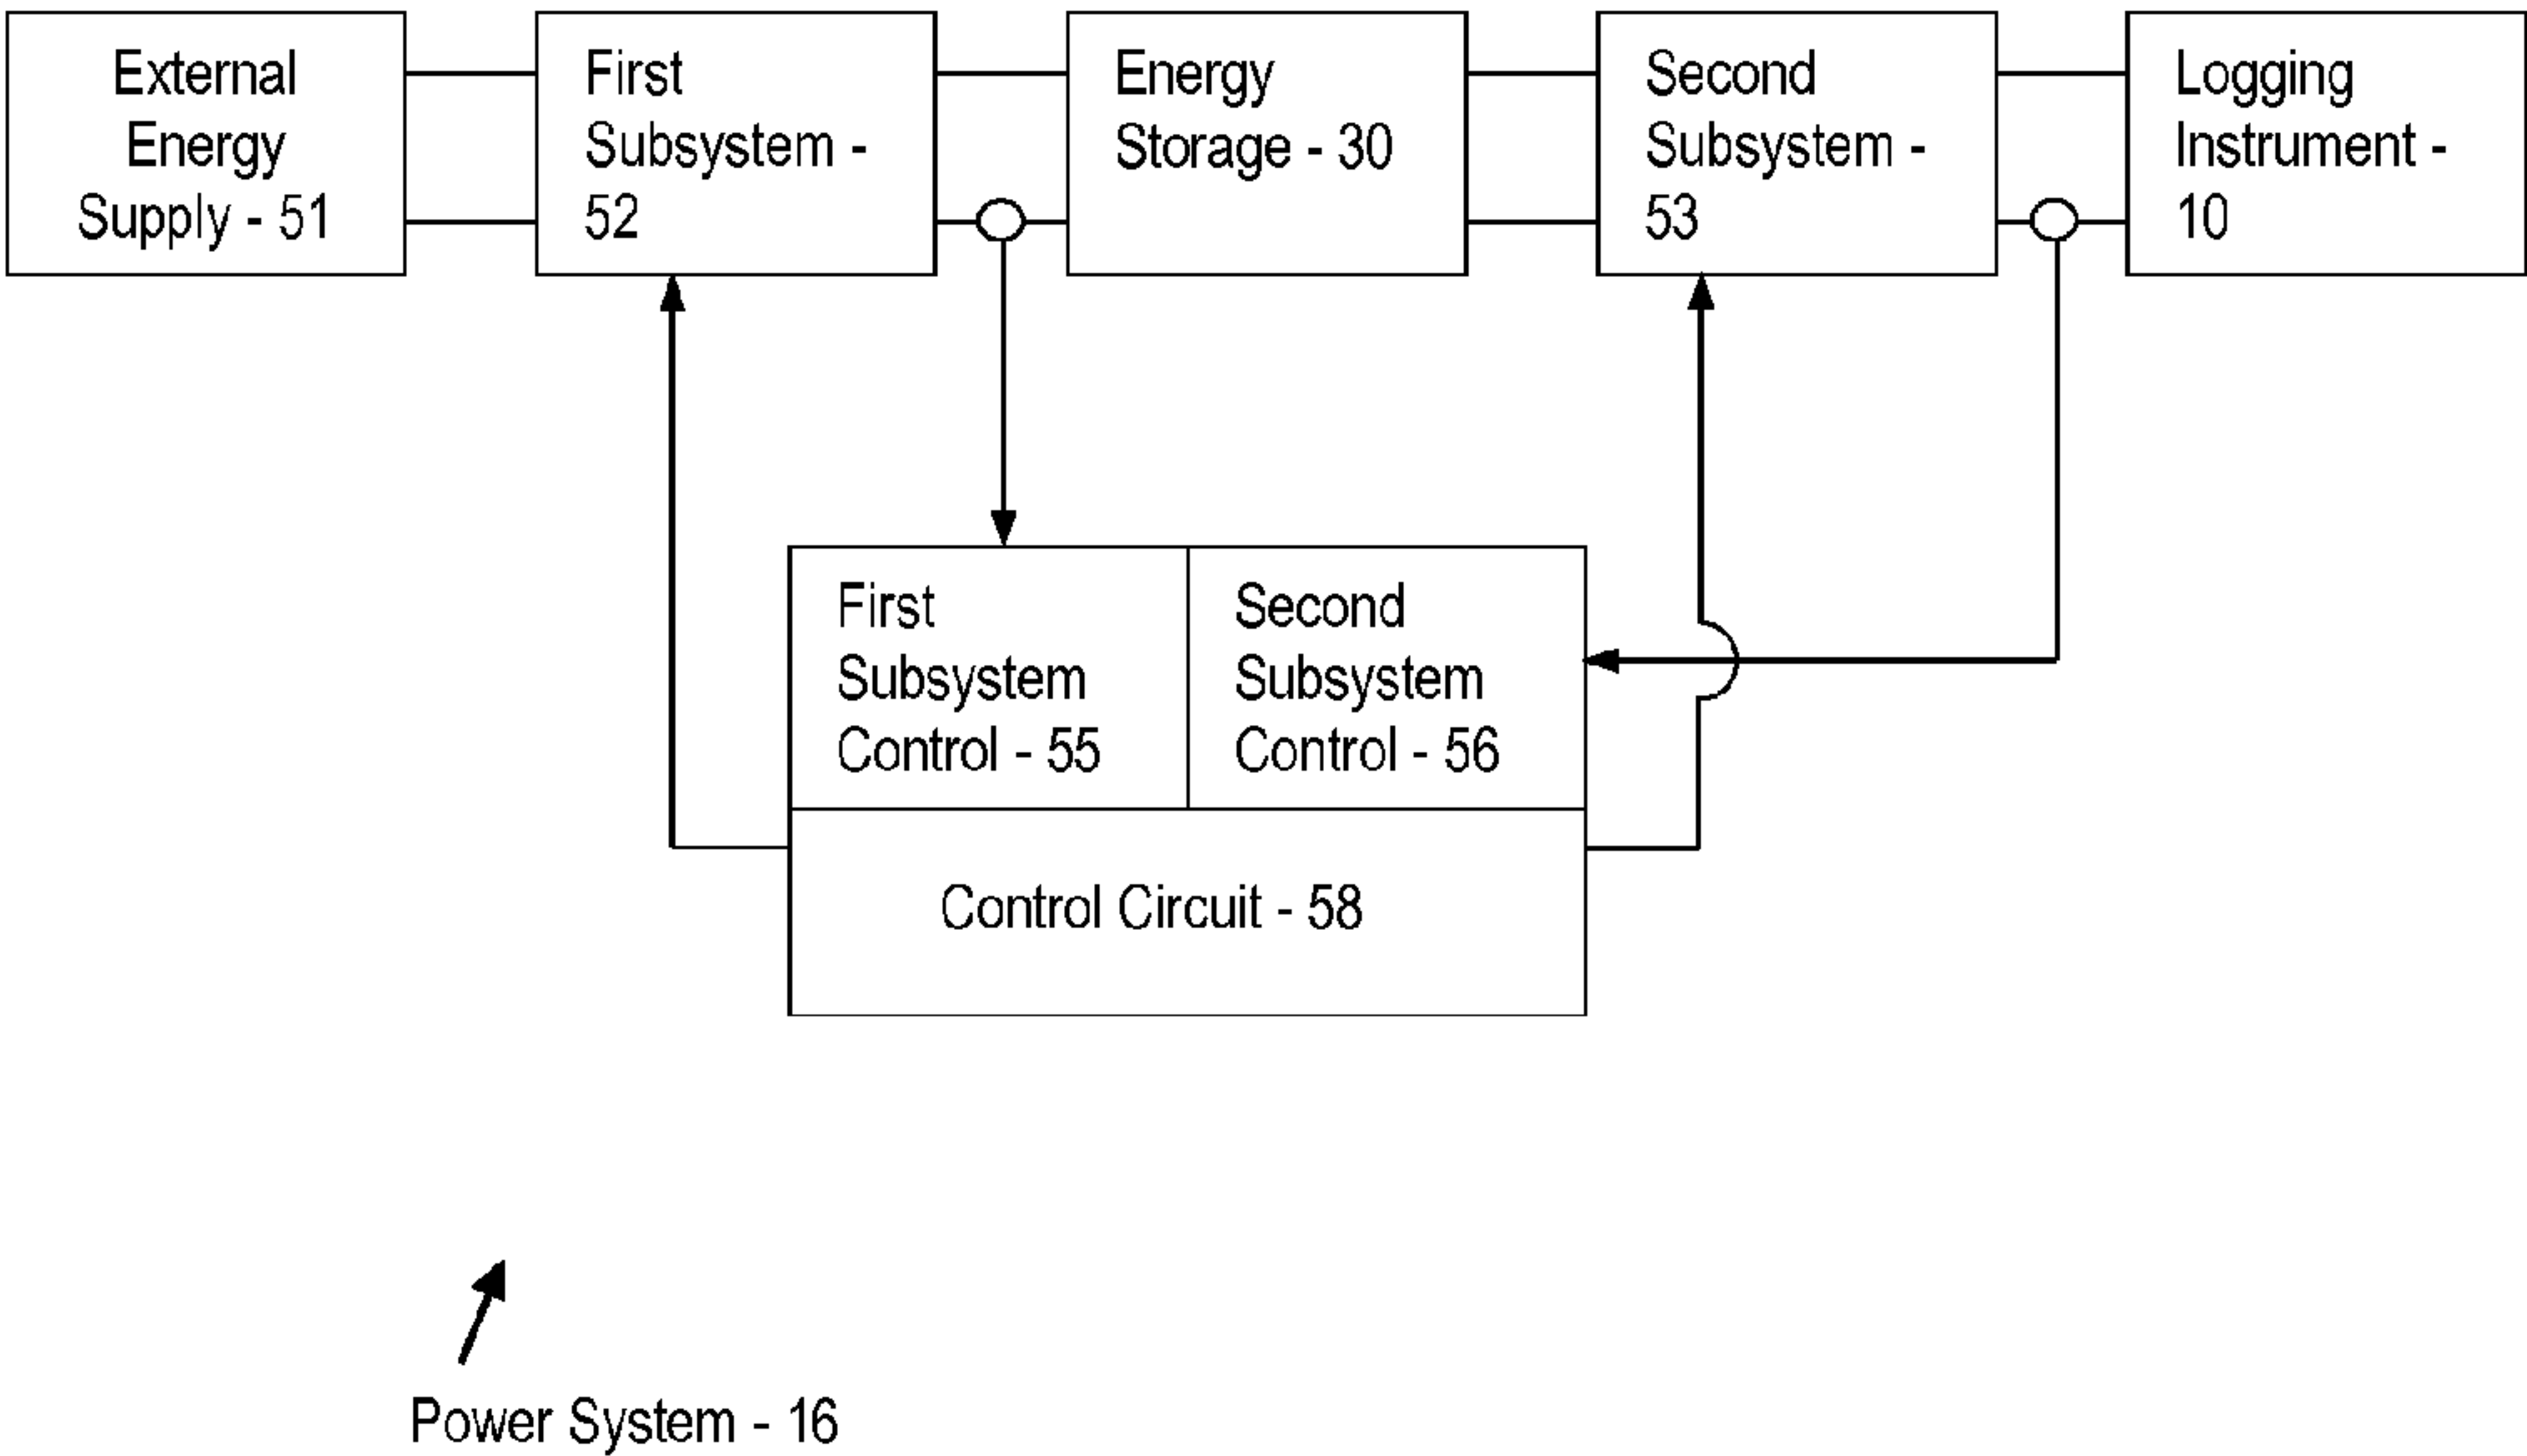 External
Energy
Supply - 51
First
Subsystem -
52
Energy
Storage - 30
Second
Subsystem -
53
Logging
Instrument -
10
First
Subsystem
Control - 55
Second
Subsystem
Control - 56
Control Circuit - 58
Power System - 16